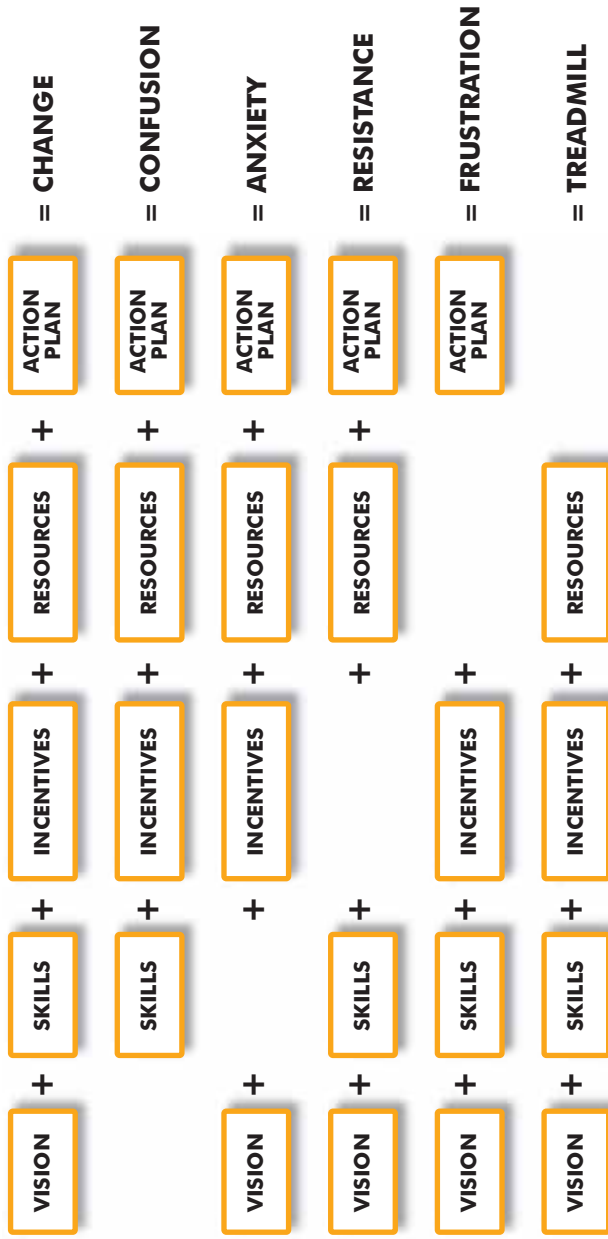 VISION + SKILLS + INCENTIVES + RESOURCES + ACTION PLAN = CHANGE
SKILLS + INCENTIVES + RESOURCES + ACTION PLAN = CONFUSION
VISION + + INCENTIVES + RESOURCES + ACTION PLAN = ANXIETY
VISION + SKILLS + + RESOURCES + ACTION PLAN = RESISTANCE
VISION + SKILLS + INCENTIVES + ACTION PLAN = FRUSTRATION
VISION + SKILLS + INCENTIVES + RESOURCES = TREADMILL